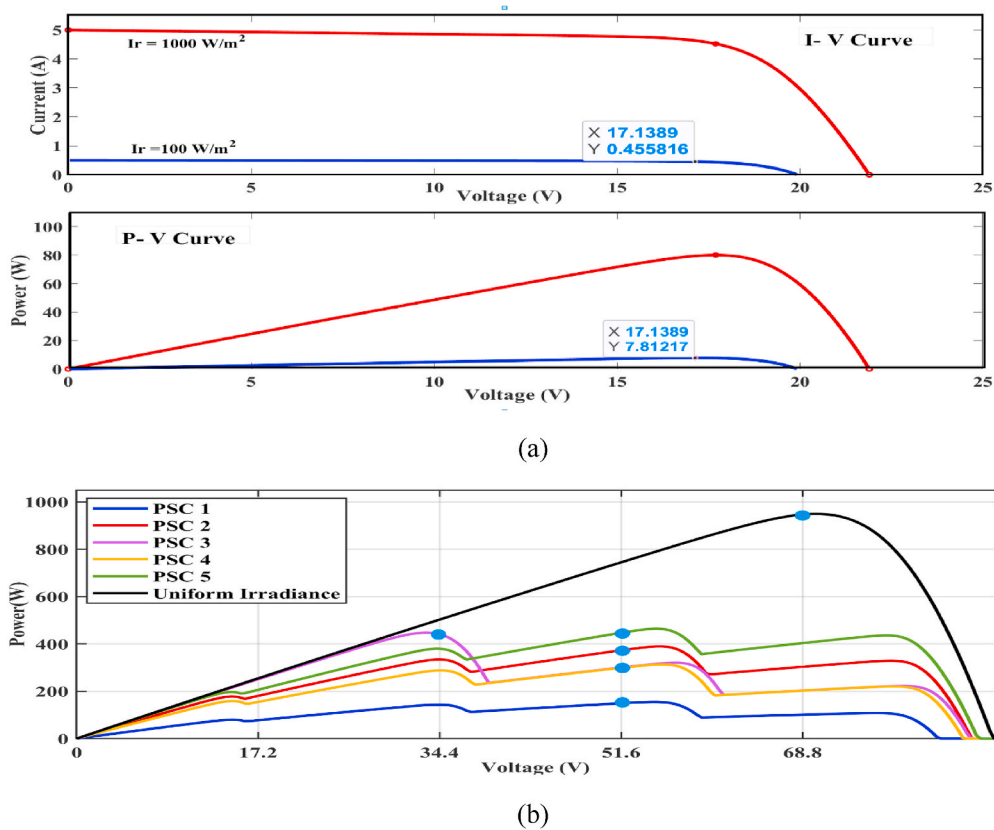 I- V Curve
Ir = 1000 W/m²
Ir =100 W/m²
X 17.1389
Y 0.455816
Current (A)
5
4
3
2
1
0
0 5 10 15 20 25
Voltage (V)
P- V Curve
X 17.1389
Y 7.81217
Power (W)
100
80
60
40
20
0
0 5 10 15 20 25
Voltage (V)
(a)
PSC 1
PSC 2
PSC 3
PSC 4
PSC 5
Uniform Irradiance
Power(W)
1000
800
600
400
200
0
0 17.2 34.4 51.6 68.8
Voltage (V)
(b)